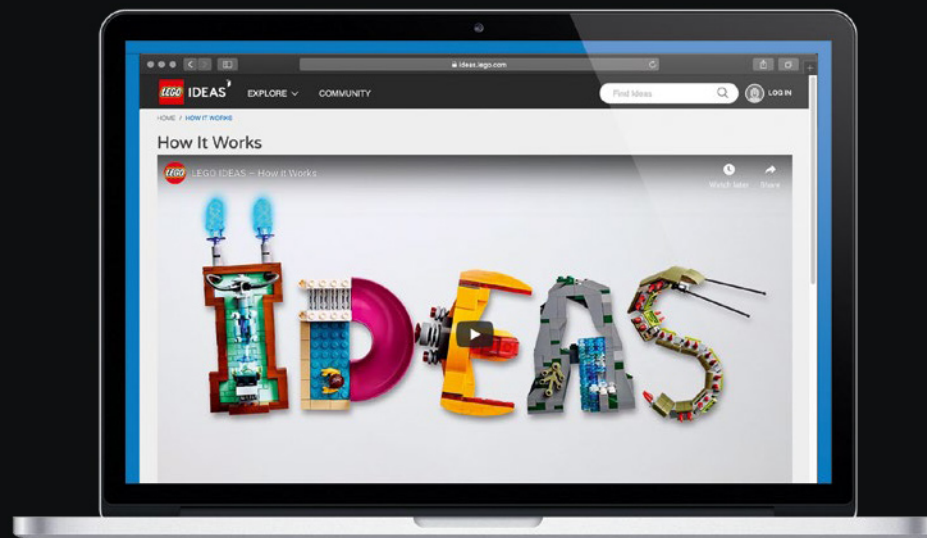 ideas.lego.com
LEGO IDEAS EXPLORE COMMUNITY Find Ideas LOG IN
HOME / HOW IT WORKS
How It Works
LEGO LEGO IDEAS – How it Works
Watch later Share
IDEAS